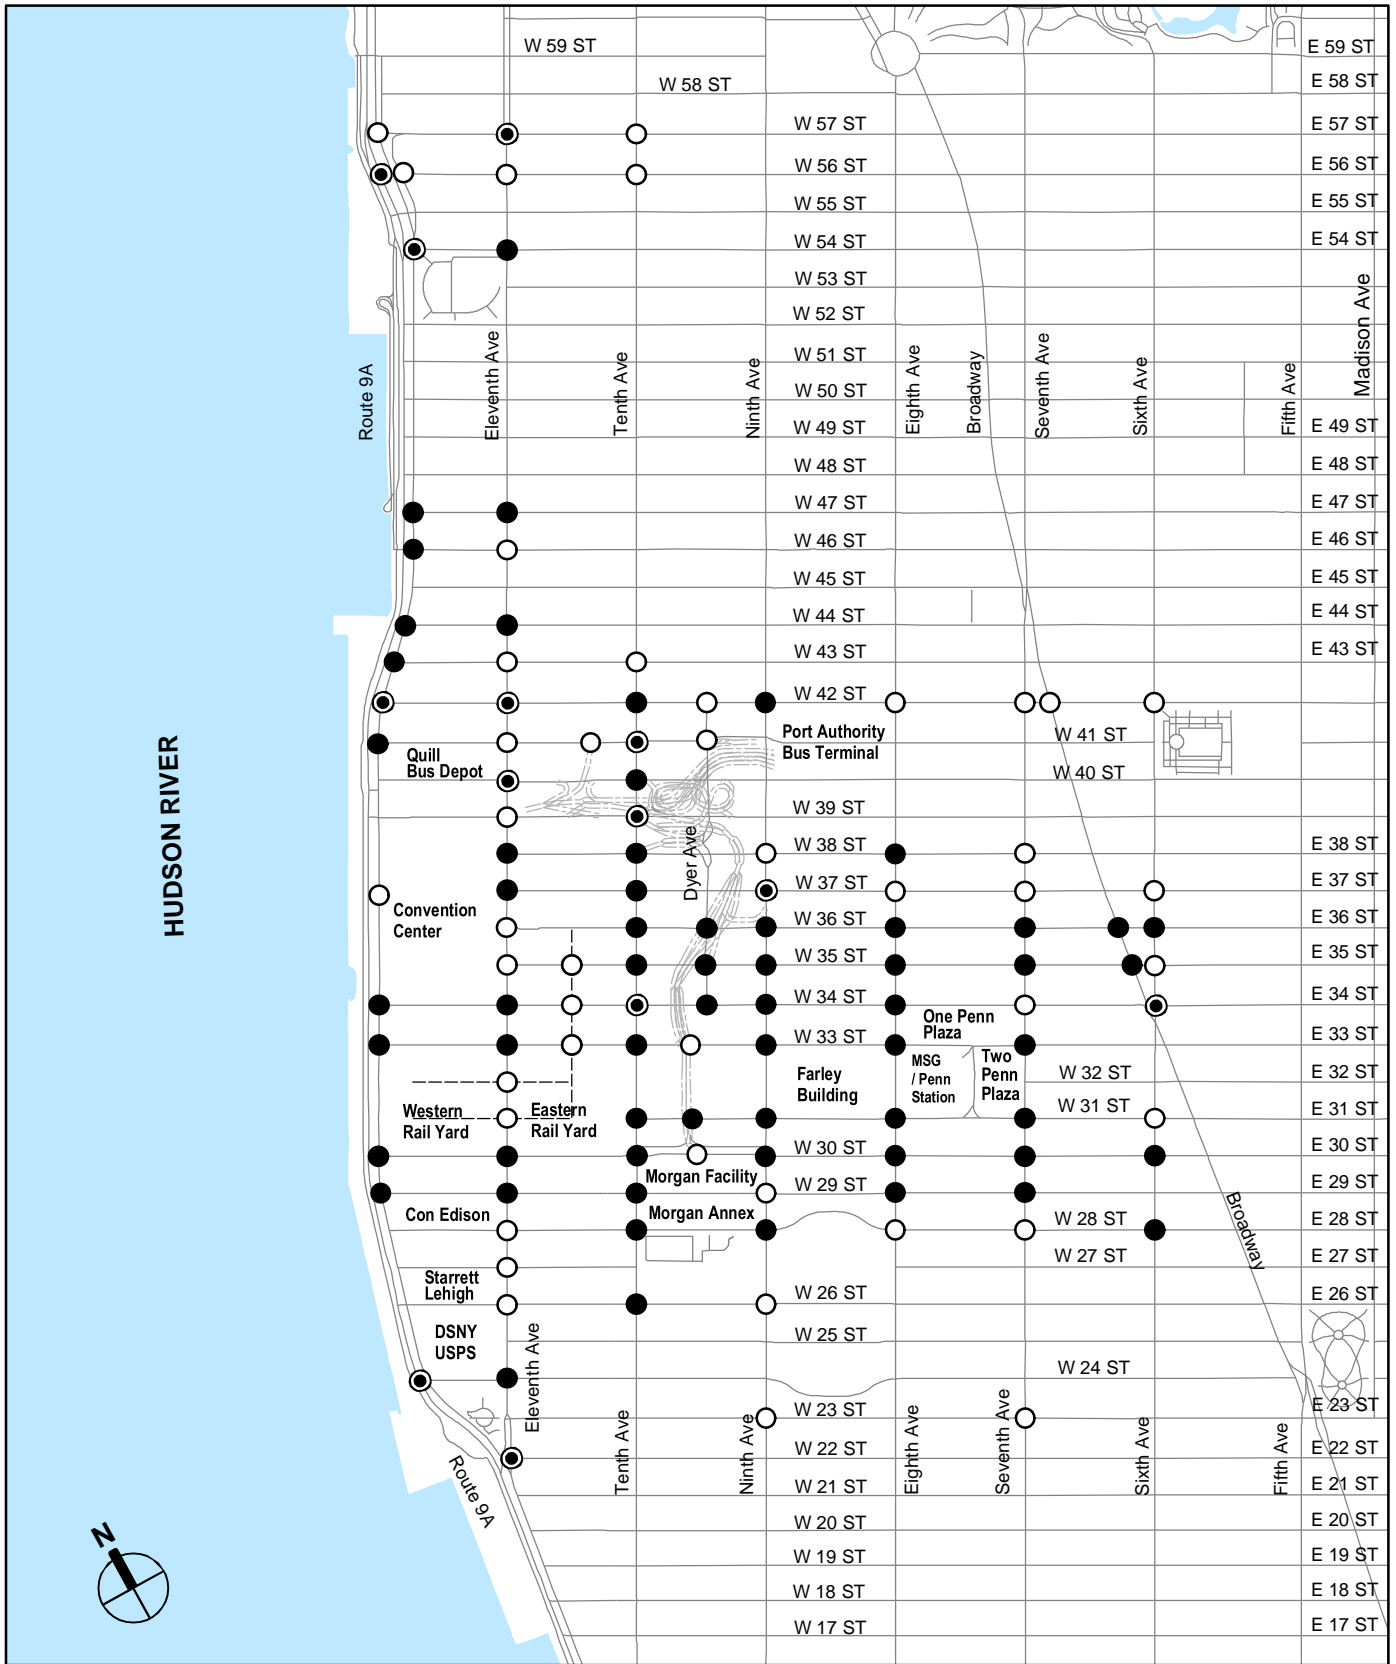 W 59 ST
E 59 ST
W 58 ST
E 58 ST
W 57 ST
E 57 ST
W 56 ST
E 56 ST
W 55 ST
E 55 ST
W 54 ST
E 54 ST
W 53 ST
W 52 ST
Route 9A
Eleventh Ave
Tenth Ave
Ninth Ave
Eighth Ave
Broadway
Seventh Ave
Sixth Ave
Fifth Ave
Madison Ave
W 51 ST
W 50 ST
W 49 ST
E 49 ST
W 48 ST
E 48 ST
W 47 ST
E 47 ST
W 46 ST
E 46 ST
W 45 ST
E 45 ST
W 44 ST
E 44 ST
W 43 ST
E 43 ST
W 42 ST
Port Authority
Bus Terminal
W 41 ST
Quill
Bus Depot
W 40 ST
HUDSON RIVER
W 39 ST
Dyer Ave
W 38 ST
E 38 ST
W 37 ST
E 37 ST
Convention
Center
W 36 ST
E 36 ST
W 35 ST
E 35 ST
W 34 ST
E 34 ST
One Penn
Plaza
W 33 ST
E 33 ST
MSG
/ Penn
Station
Two
Penn
Plaza
Farley
Building
W 32 ST
E 32 ST
Western
Rail Yard
Eastern
Rail Yard
W 31 ST
E 31 ST
W 30 ST
E 30 ST
Morgan Facility
W 29 ST
E 29 ST
Con Edison
Morgan Annex
W 28 ST
E 28 ST
Broadway
W 27 ST
E 27 ST
Starrett
Lehigh
W 26 ST
E 26 ST
DSNY
USPS
W 25 ST
Eleventh Ave
W 24 ST
W 23 ST
E 23 ST
Route 9A
Tenth Ave
Ninth Ave
Eighth Ave
Seventh Ave
Sixth Ave
Fifth Ave
W 22 ST
E 22 ST
W 21 ST
E 21 ST
W 20 ST
E 20 ST
N
W 19 ST
E 19 ST
W 18 ST
E 18 ST
W 17 ST
E 17 ST